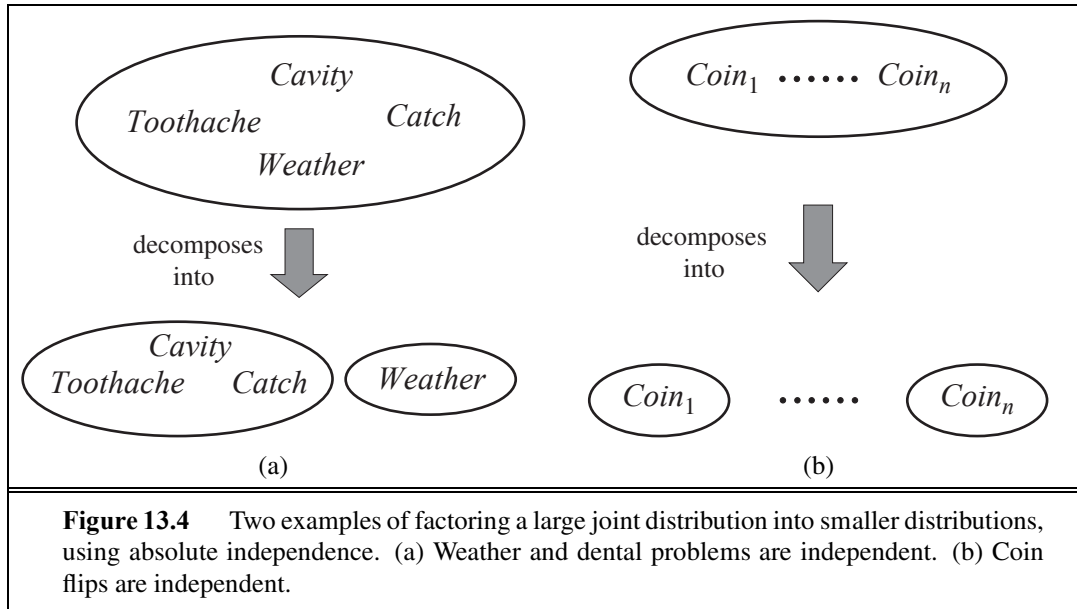 Cavity
Toothache Catch
Weather
decomposes
into
Cavity
Toothache Catch
Weather
(a)
Coin1 ...... Coinn
decomposes
into
Coin1 ...... Coinn
(b)
Figure 13.4 Two examples of factoring a large joint distribution into smaller distributions,
using absolute independence. (a) Weather and dental problems are independent. (b) Coin
flips are independent.